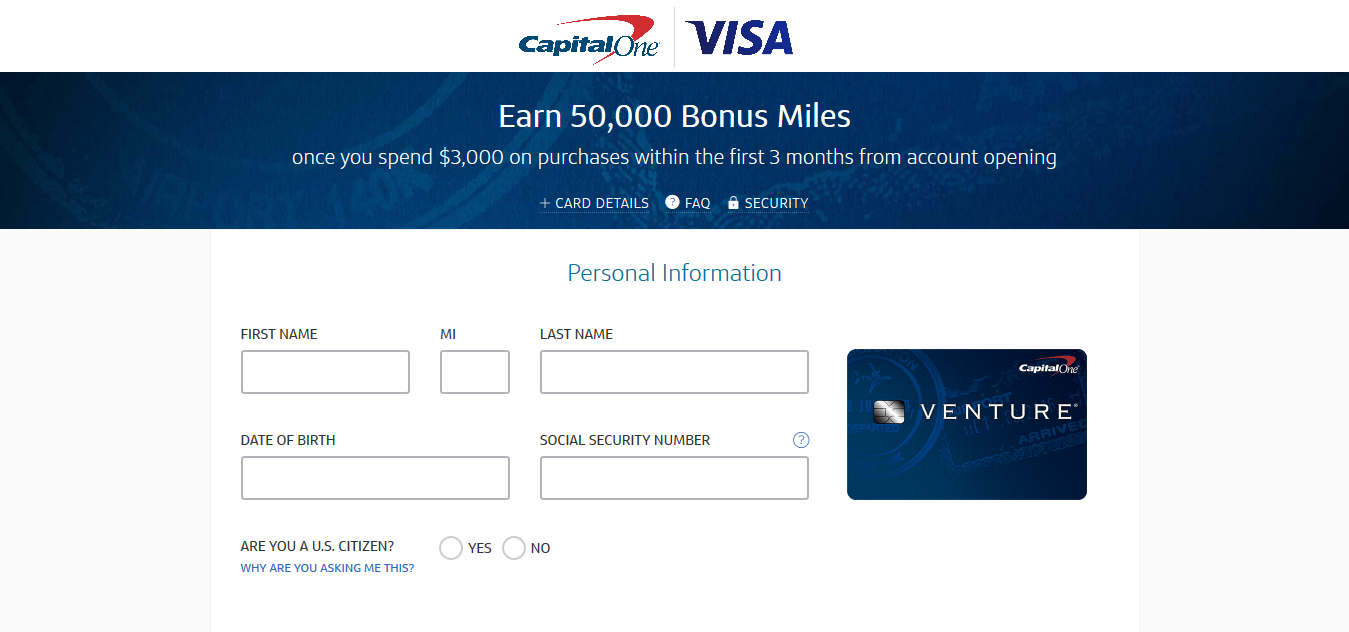 Capital One VISA
Earn 50,000 Bonus Miles
once you spend $3,000 on purchases within the first 3 months from account opening
+ CARD DETAILS ? FAQ SECURITY
Personal Information
FIRST NAME MI LAST NAME
Capital One
VENTURE®
ARRIVE
DEPARTED
DATE OF BIRTH SOCIAL SECURITY NUMBER ?
ARE YOU A U.S. CITIZEN? YES NO
WHY ARE YOU ASKING ME THIS?